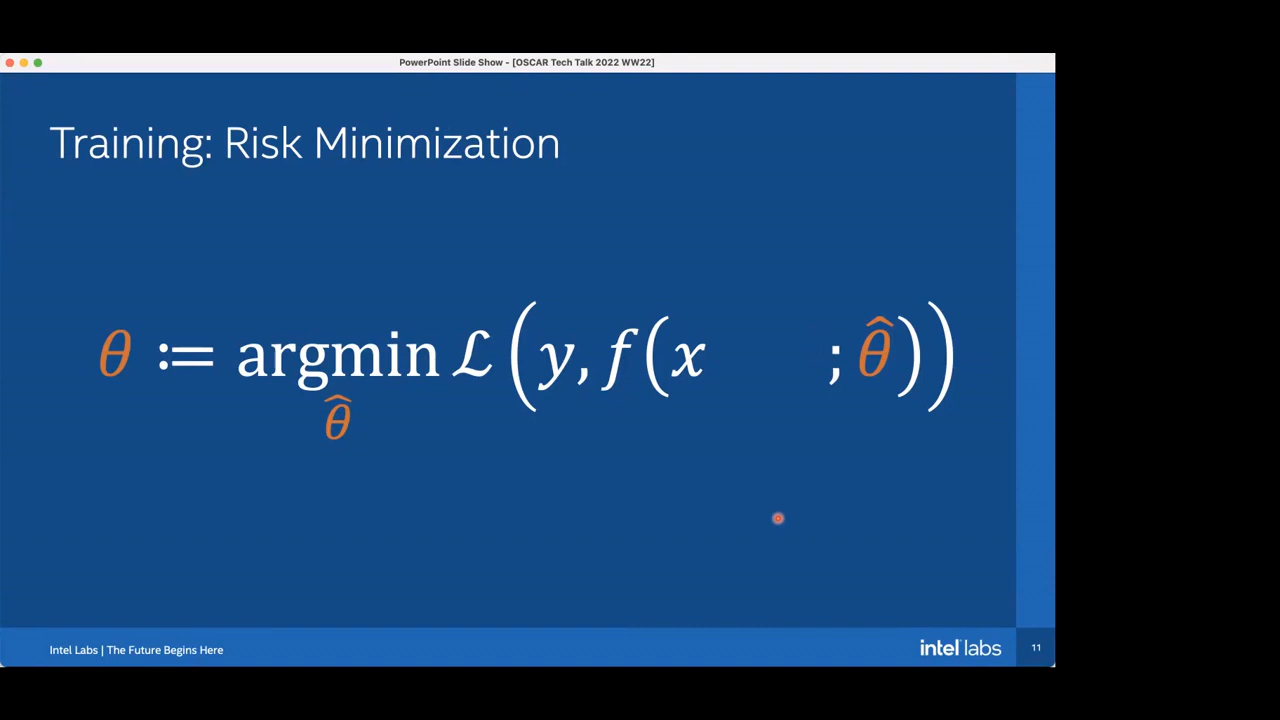 PowerPoint Slide Show - [OSCAR Tech Talk 2022 WW22]
Training: Risk Minimization
θ ≔ argmin ℒ(y, f(x ; θ̂))
θ̂
Intel Labs | The Future Begins Here
intel labs
11